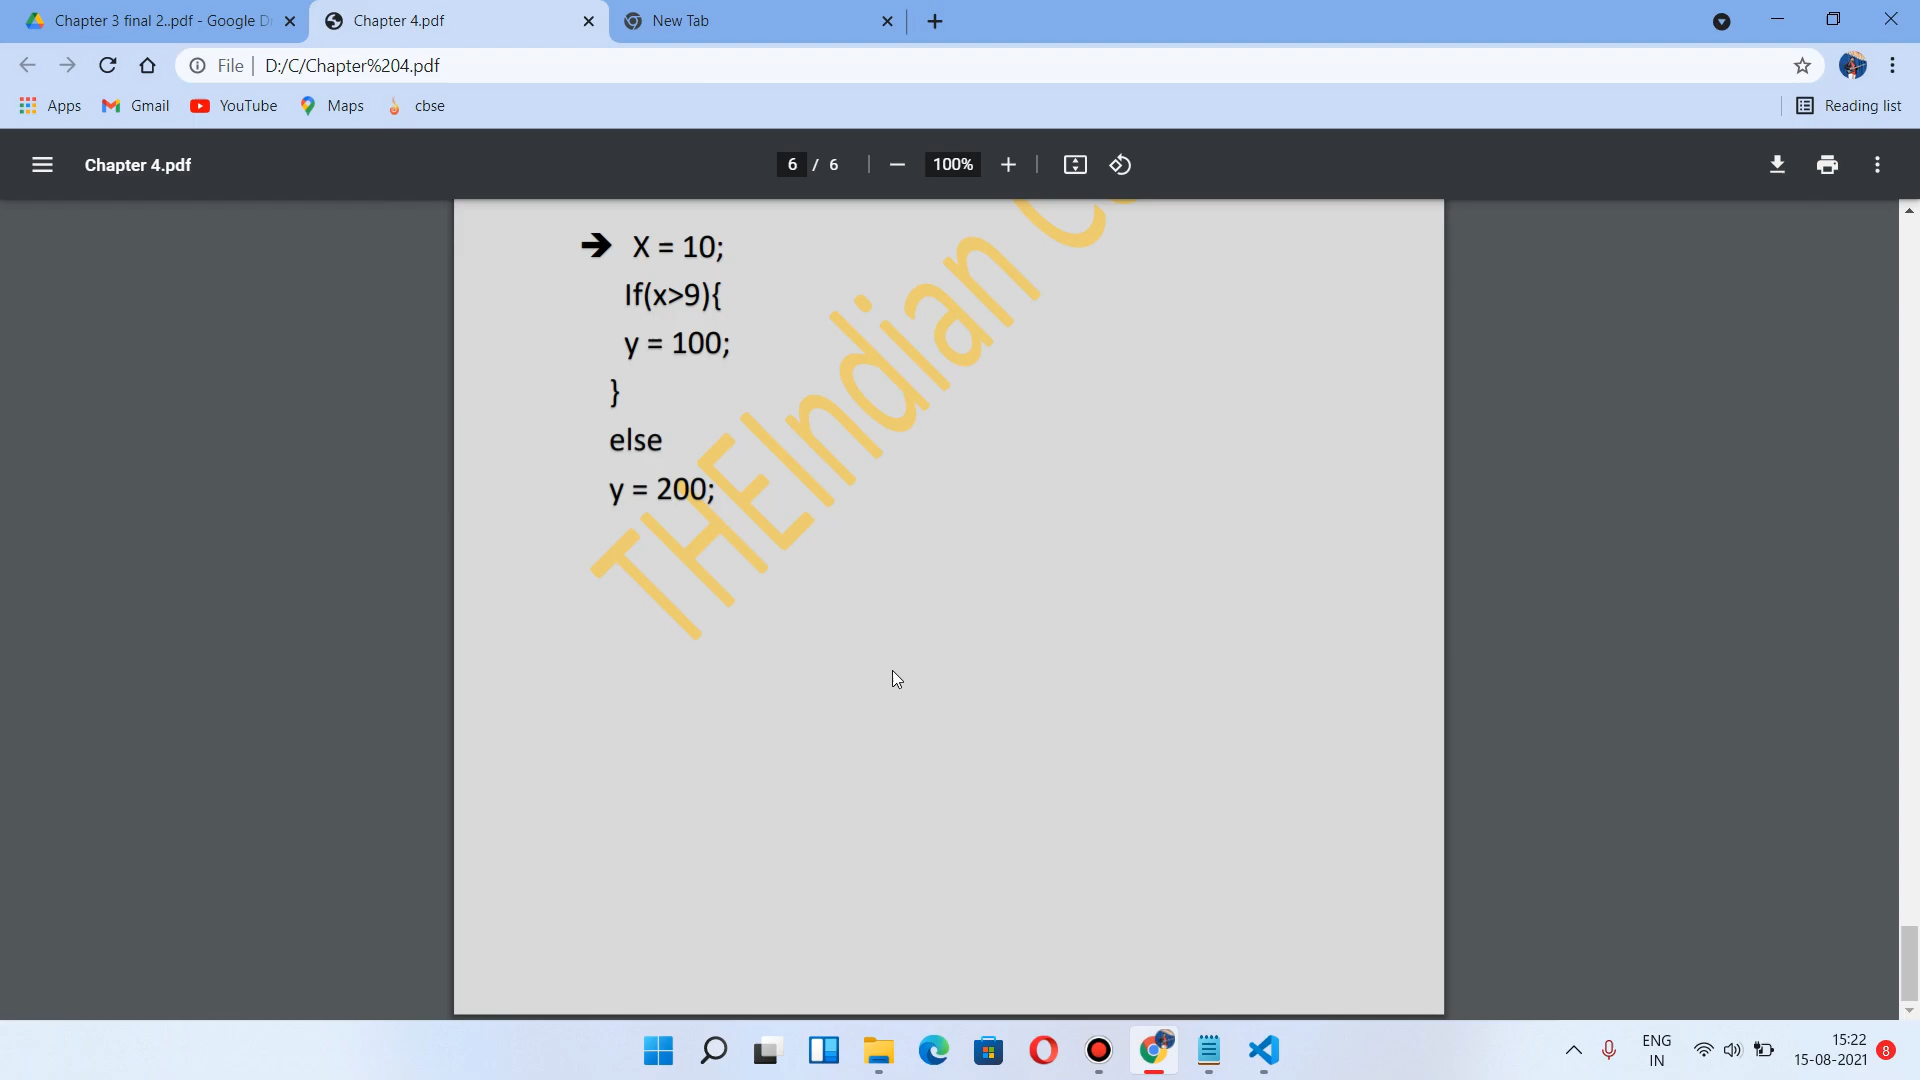 Chapter 3 final 2..pdf - Google D
Chapter 4.pdf
New Tab
File
D:/C/Chapter%204.pdf
Apps
Gmail
YouTube
Maps
cbse
Reading list
Chapter 4.pdf
6 / 6
100%
X = 10;
If(x>9){
y = 100;
}
else
y = 200;
THEIndian
ENG
IN
15:22
15-08-2021
8